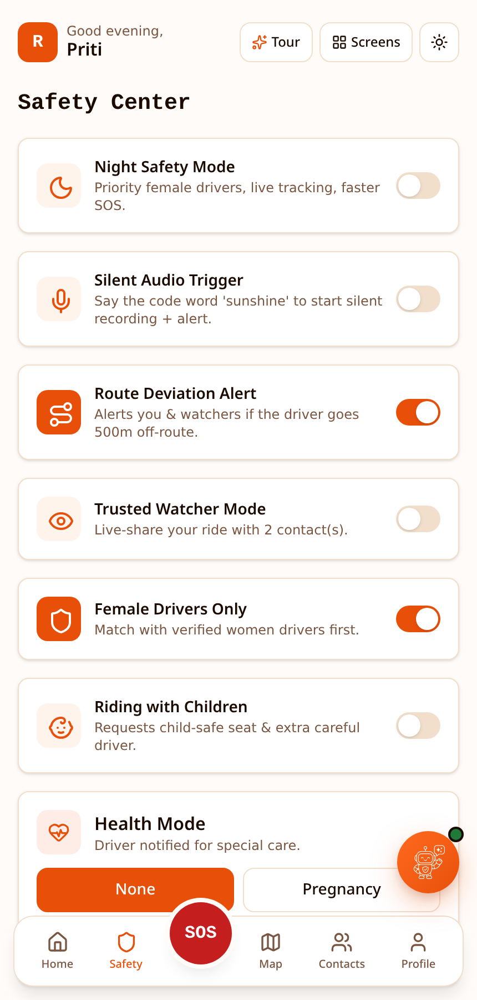 R
Good evening,
Priti
Tour
Screens
Safety Center
Night Safety Mode
Priority female drivers, live tracking, faster
SOS.
Silent Audio Trigger
Say the code word 'sunshine' to start silent
recording + alert.
Route Deviation Alert
Alerts you & watchers if the driver goes
500m off-route.
Trusted Watcher Mode
Live-share your ride with 2 contact(s).
Female Drivers Only
Match with verified women drivers first.
Riding with Children
Requests child-safe seat & extra careful
driver.
Health Mode
Driver notified for special care.
None
Pregnancy
Home
Safety
SOS
Map
Contacts
Profile